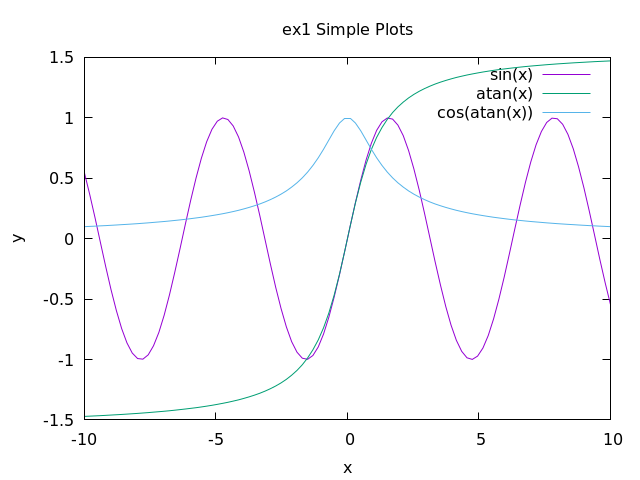 ex1 Simple Plots
1.5
1
0.5
0
-0.5
-1
-1.5
y
sin(x)
atan(x)
cos(atan(x))
-10 -5 0 5 10
x